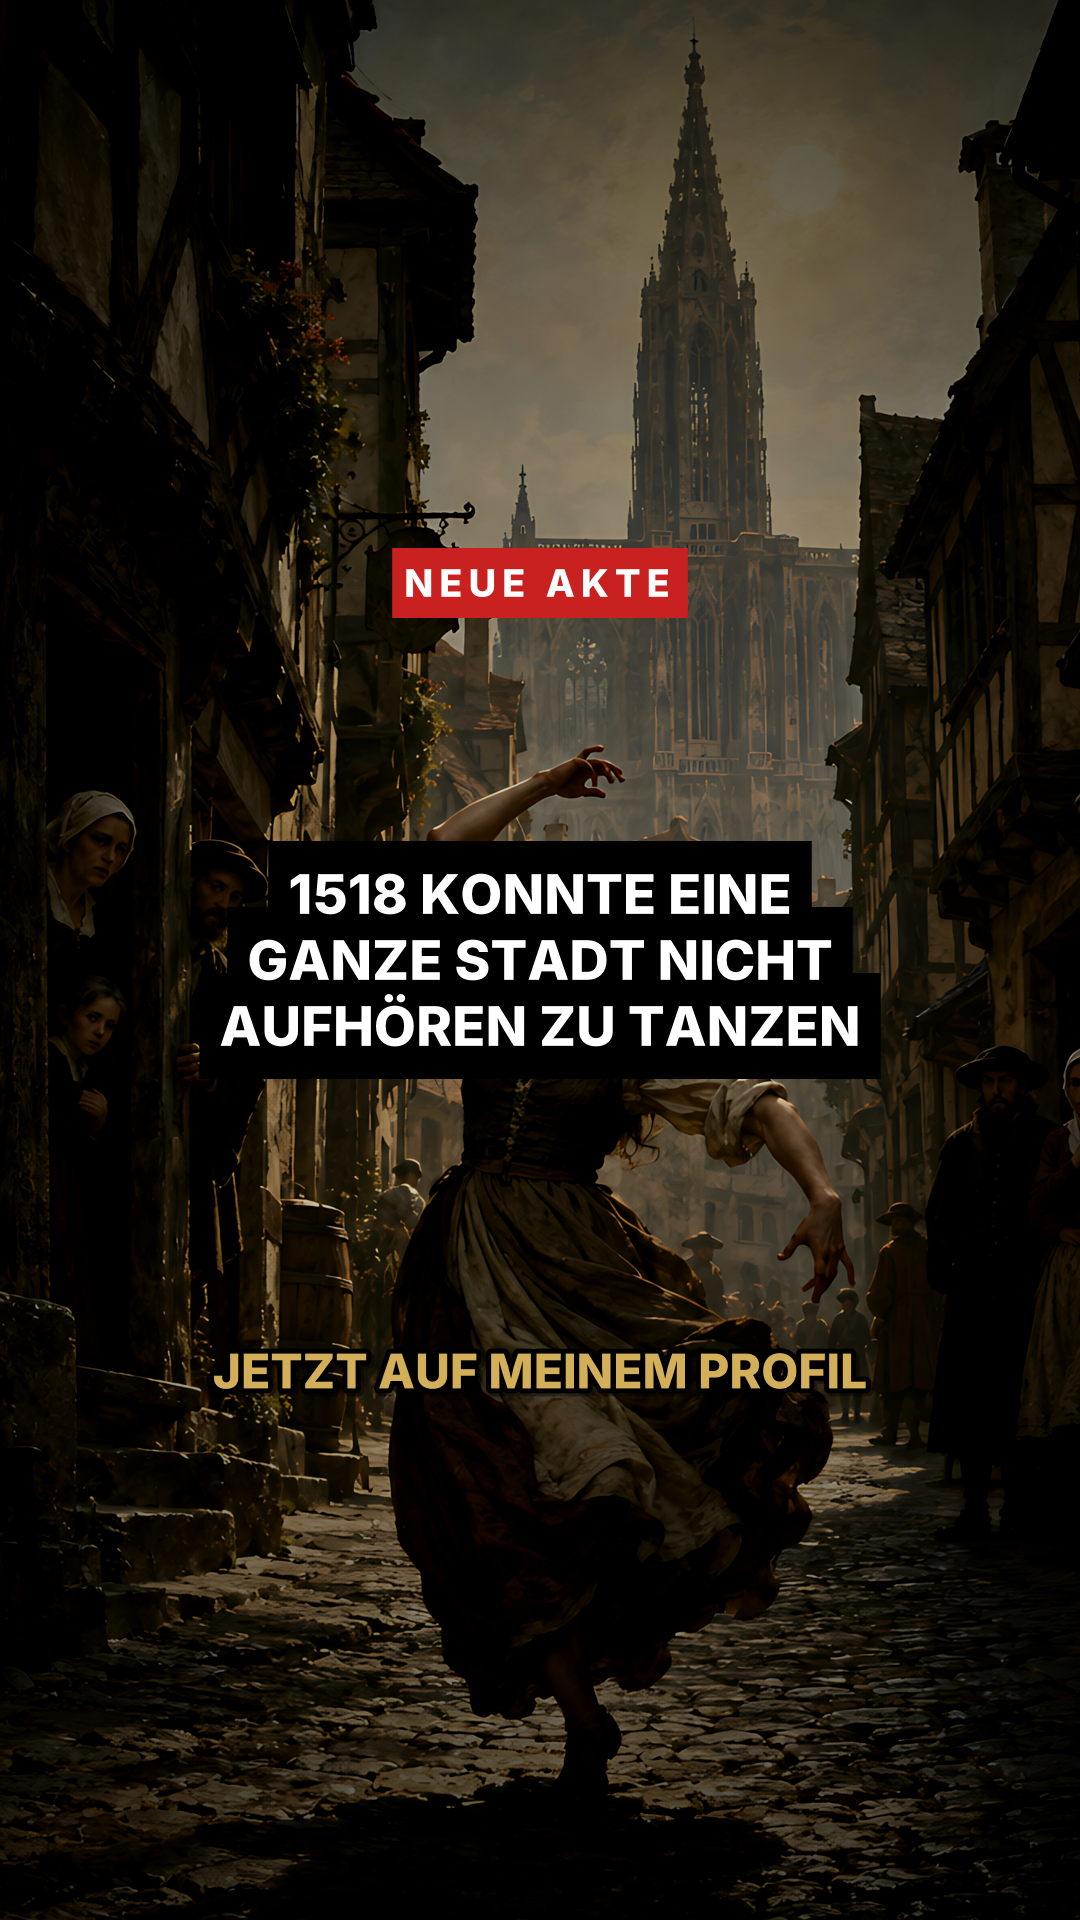 NEUE AKTE
1518 KONNTE EINE
GANZE STADT NICHT
AUFHÖREN ZU TANZEN
JETZT AUF MEINEM PROFIL